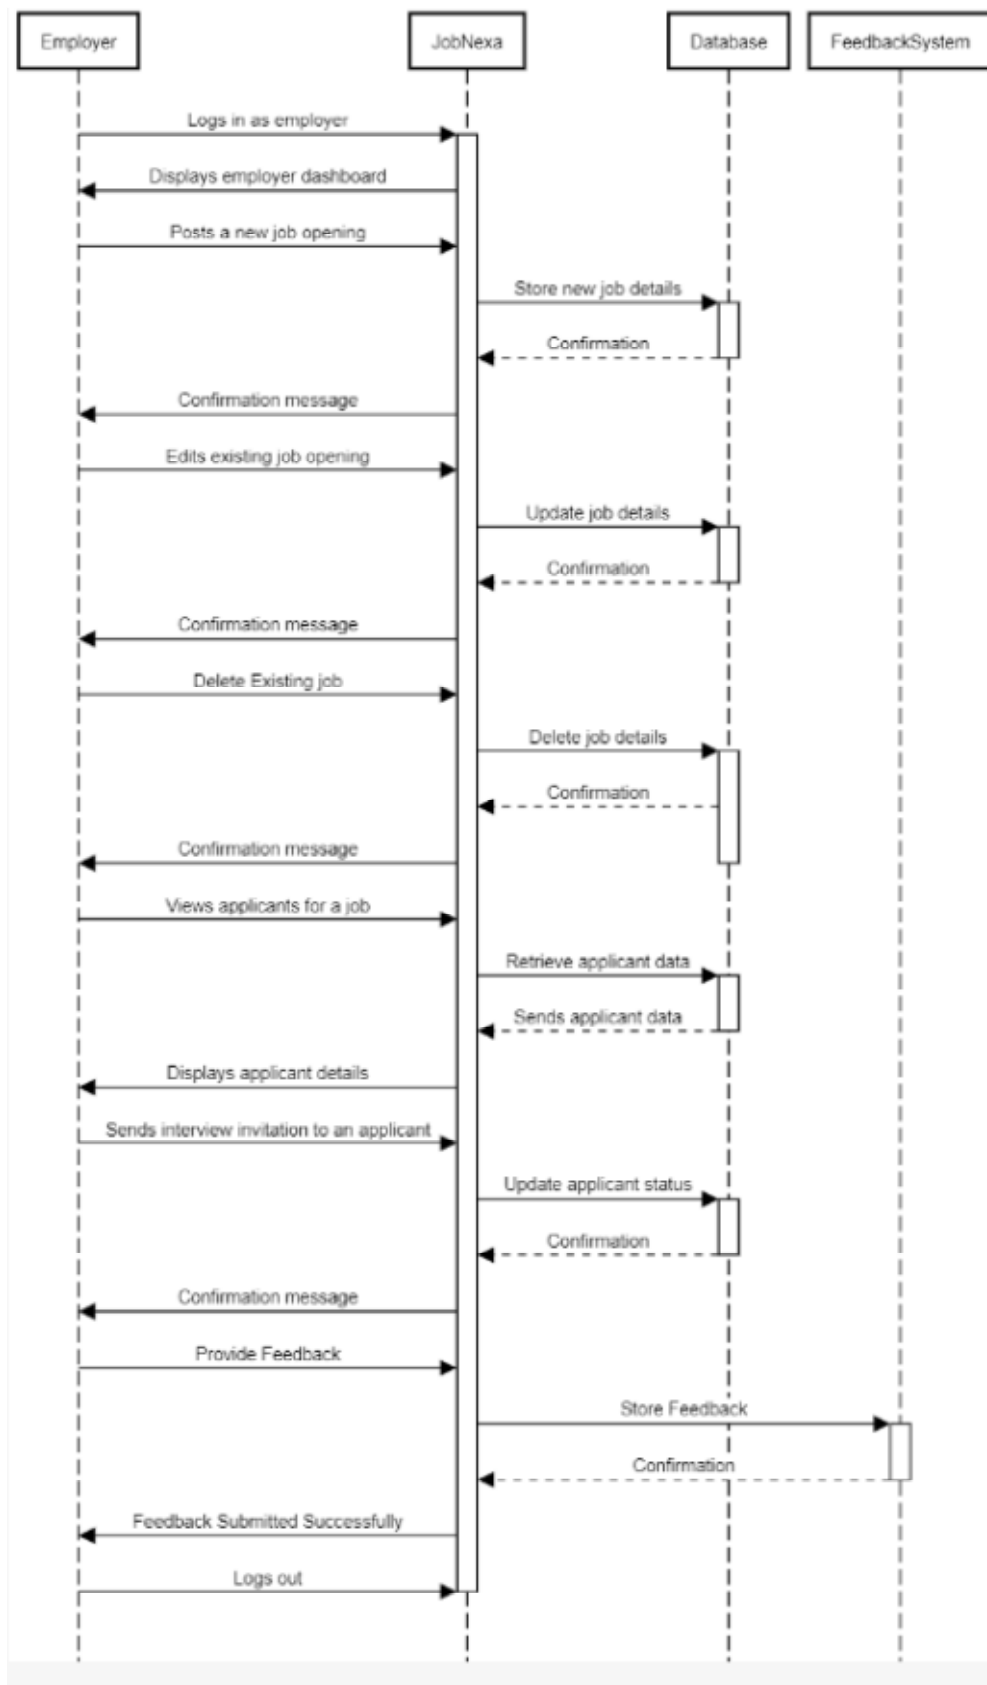 Employer
JobNexa
Database
FeedbackSystem
Logs in as employer
Displays employer dashboard
Posts a new job opening
Store new job details
Confirmation
Confirmation message
Edits existing job opening
Update job details
Confirmation
Confirmation message
Delete Existing job
Delete job details
Confirmation
Confirmation message
Views applicants for a job
Retrieve applicant data
Sends applicant data
Displays applicant details
Sends interview invitation to an applicant
Update applicant status
Confirmation
Confirmation message
Provide Feedback
Store Feedback
Confirmation
Feedback Submitted Successfully
Logs out